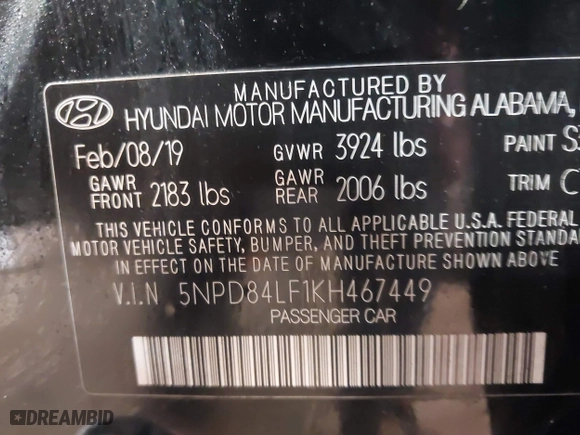 MANUFACTURED BY
HYUNDAI MOTOR MANUFACTURING ALABAMA,
Feb/08/19 GVWR 3924 lbs PAINT
GAWR FRONT 2183 lbs GAWR REAR 2006 lbs TRIM
THIS VEHICLE CONFORMS TO ALL APPLICABLE U.S.A. FEDERAL
MOTOR VEHICLE SAFETY, BUMPER, AND THEFT PREVENTION
IN EFFECT ON THE DATE OF MANUFACTURE SHOWN ABOVE
V.I.N 5NPD84LF1KH467449
PASSENGER CAR
DREAMBID